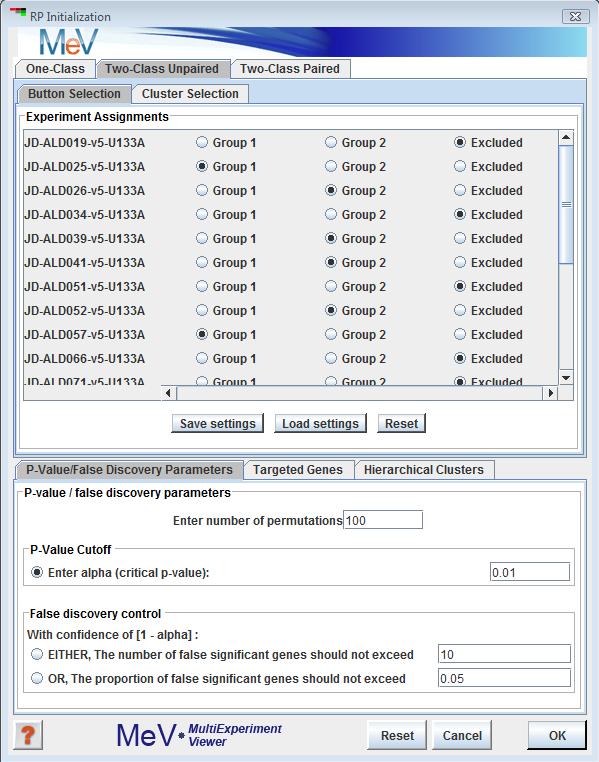 RP Initialization
MeV
One-Class Two-Class Unpaired Two-Class Paired
Button Selection Cluster Selection
Experiment Assignments
JD-ALD019-v5-U133A Group 1 Group 2 Excluded
JD-ALD025-v5-U133A Group 1 Group 2 Excluded
JD-ALD026-v5-U133A Group 1 Group 2 Excluded
JD-ALD034-v5-U133A Group 1 Group 2 Excluded
JD-ALD039-v5-U133A Group 1 Group 2 Excluded
JD-ALD041-v5-U133A Group 1 Group 2 Excluded
JD-ALD051-v5-U133A Group 1 Group 2 Excluded
JD-ALD052-v5-U133A Group 1 Group 2 Excluded
JD-ALD057-v5-U133A Group 1 Group 2 Excluded
JD-ALD066-v5-U133A Group 1 Group 2 Excluded
JD-ALD071-v5-U133A Group 1 Group 2 Excluded
Save settings Load settings Reset
P-Value/False Discovery Parameters Targeted Genes Hierarchical Clusters
P-value / false discovery parameters
Enter number of permutations 100
P-Value Cutoff
Enter alpha (critical p-value): 0.01
False discovery control
With confidence of [1 - alpha] :
EITHER, The number of false significant genes should not exceed 10
OR, The proportion of false significant genes should not exceed 0.05
? MeV MultiExperiment Viewer Reset Cancel OK